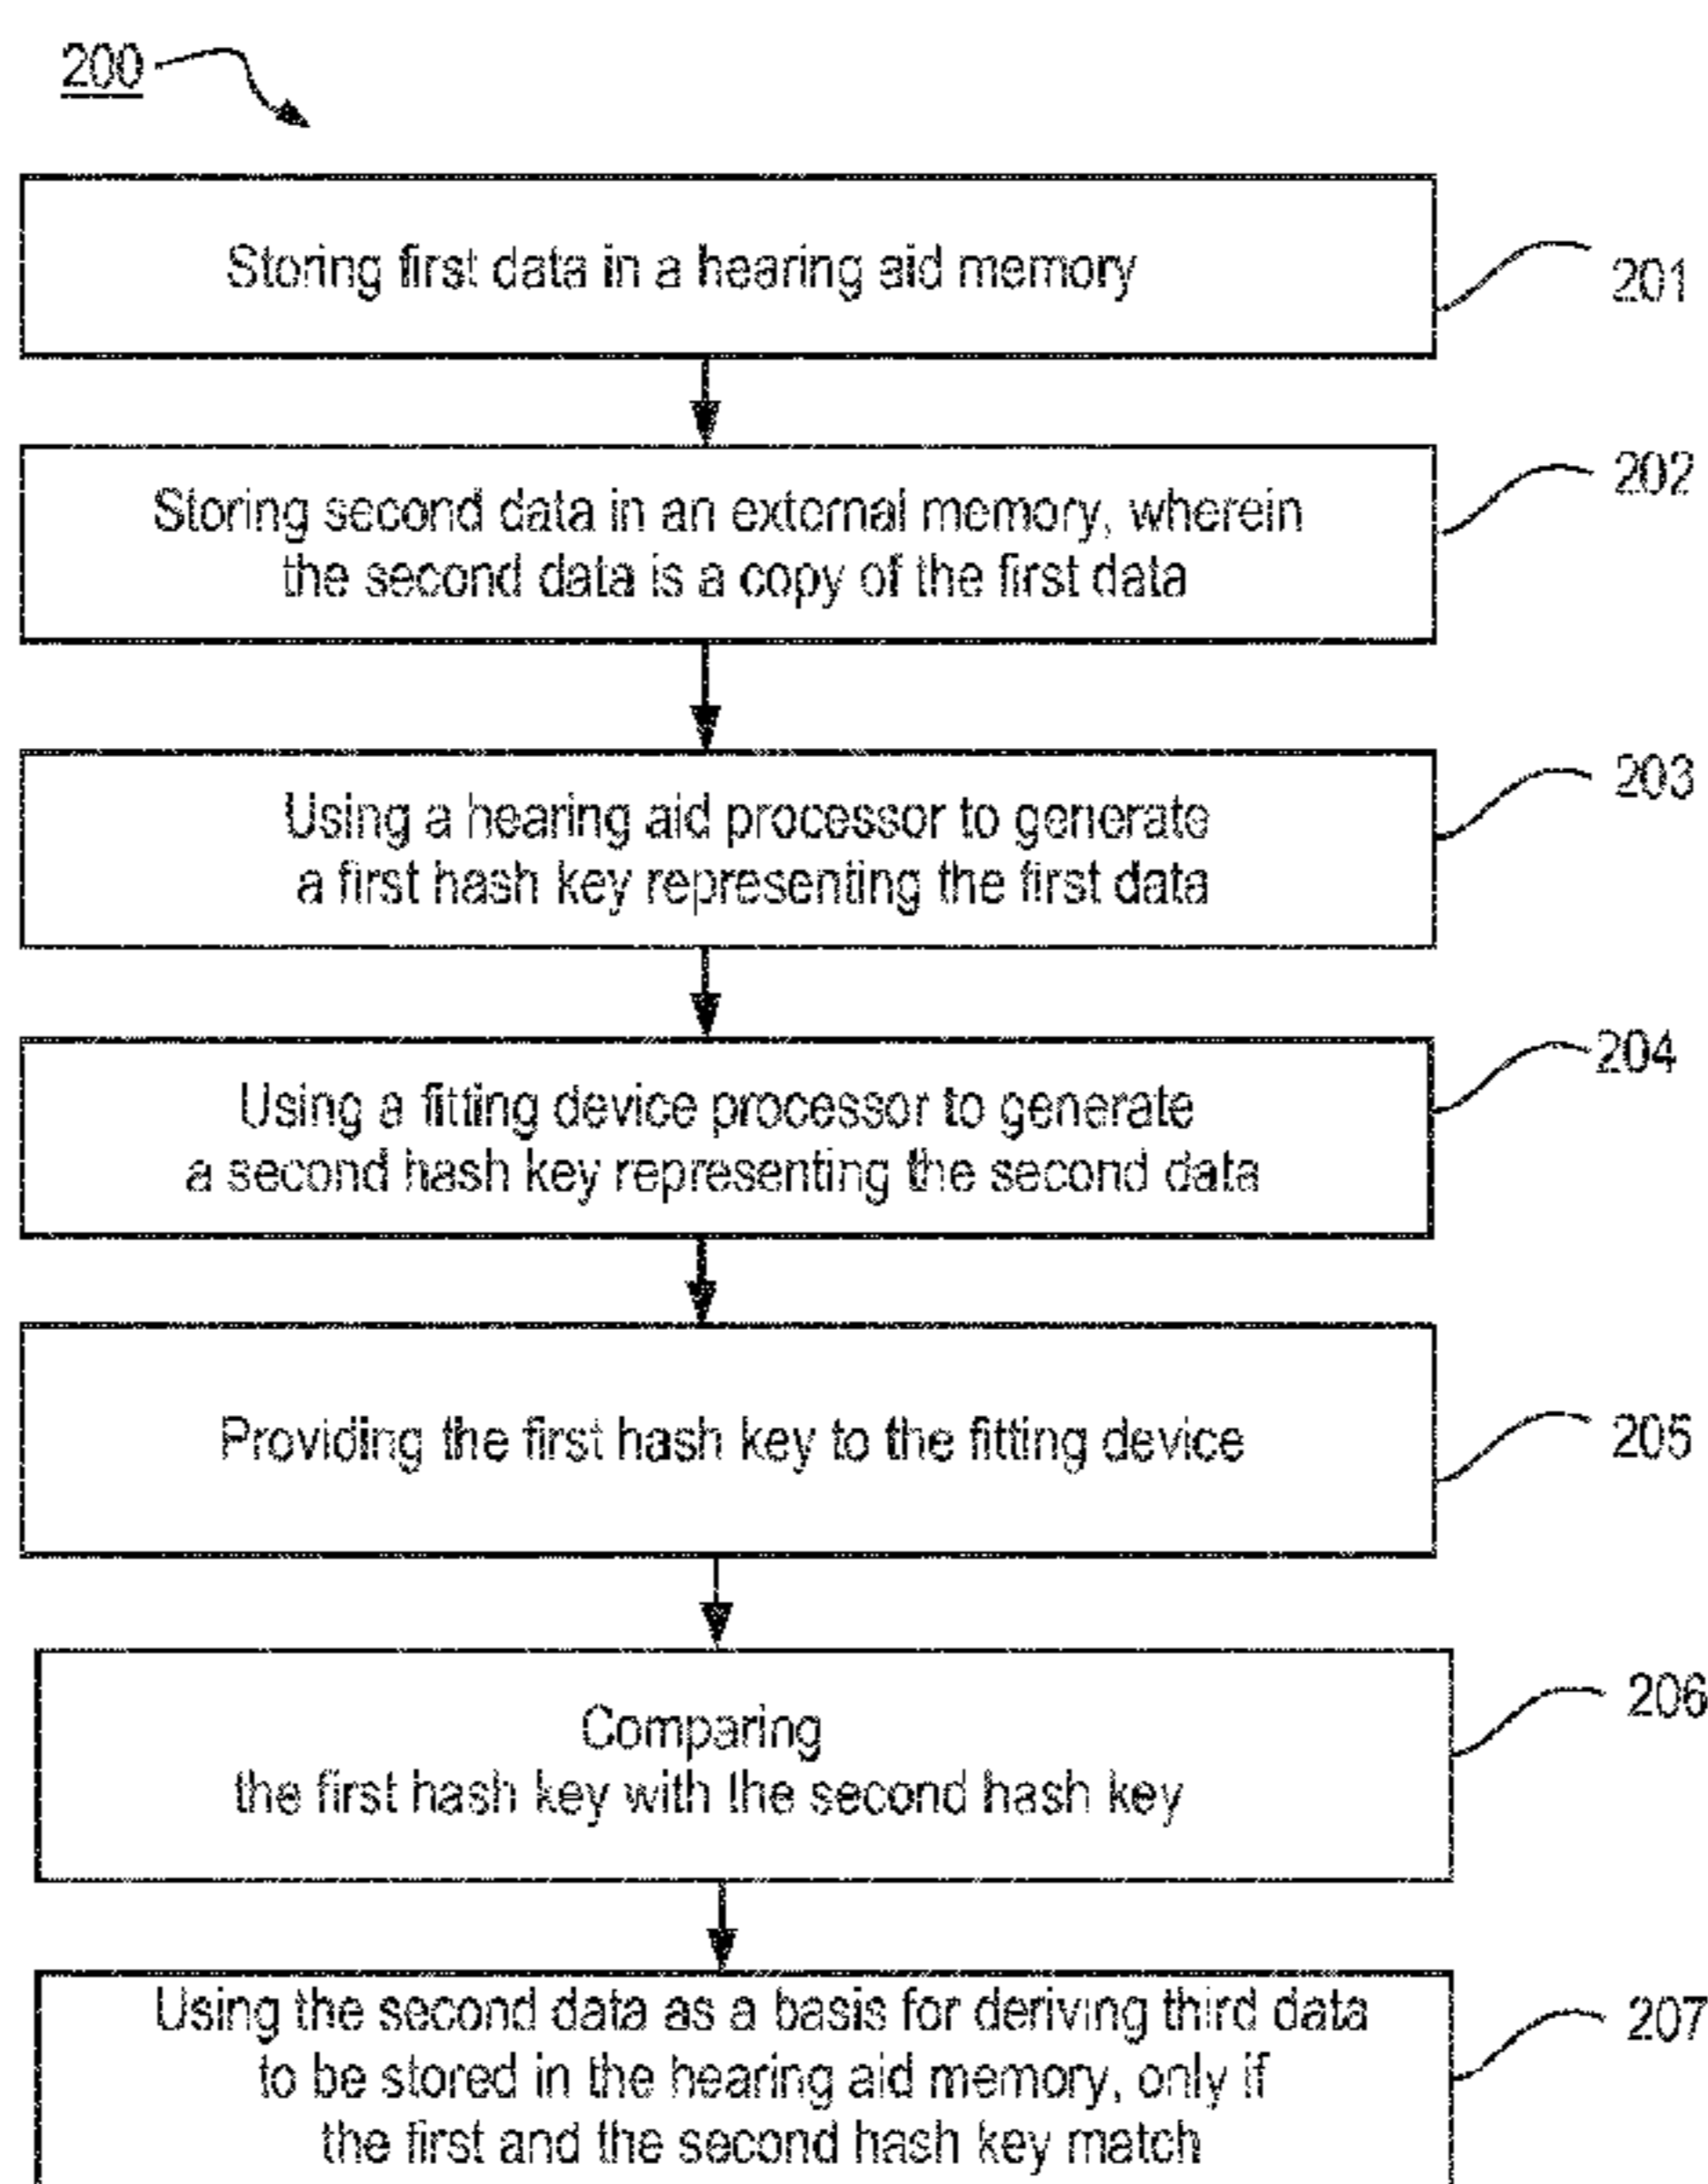 200
Storing first data in a hearing aid memory
201
Storing second data in an external memory, wherein
the second data is a copy of the first data
202
Using a hearing aid processor to generate
a first hash key representing the first data
203
Using a fitting device processor to generate
a second hash key representing the second data
204
Providing the first hash key to the fitting device
205
Comparing
the first hash key with the second hash key
206
Using the second data as a basis for deriving third data
to be stored in the hearing aid memory, only if
the first and the second hash key match
207